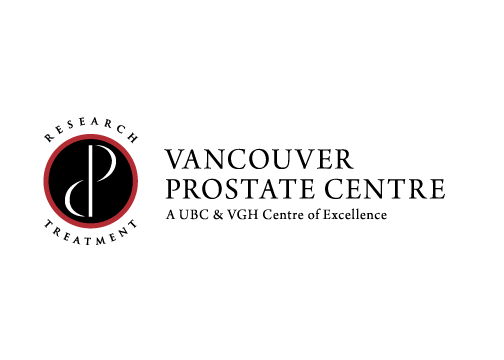 RESEARCH
TREATMENT
VANCOUVER
PROSTATE CENTRE
A UBC & VGH Centre of Excellence